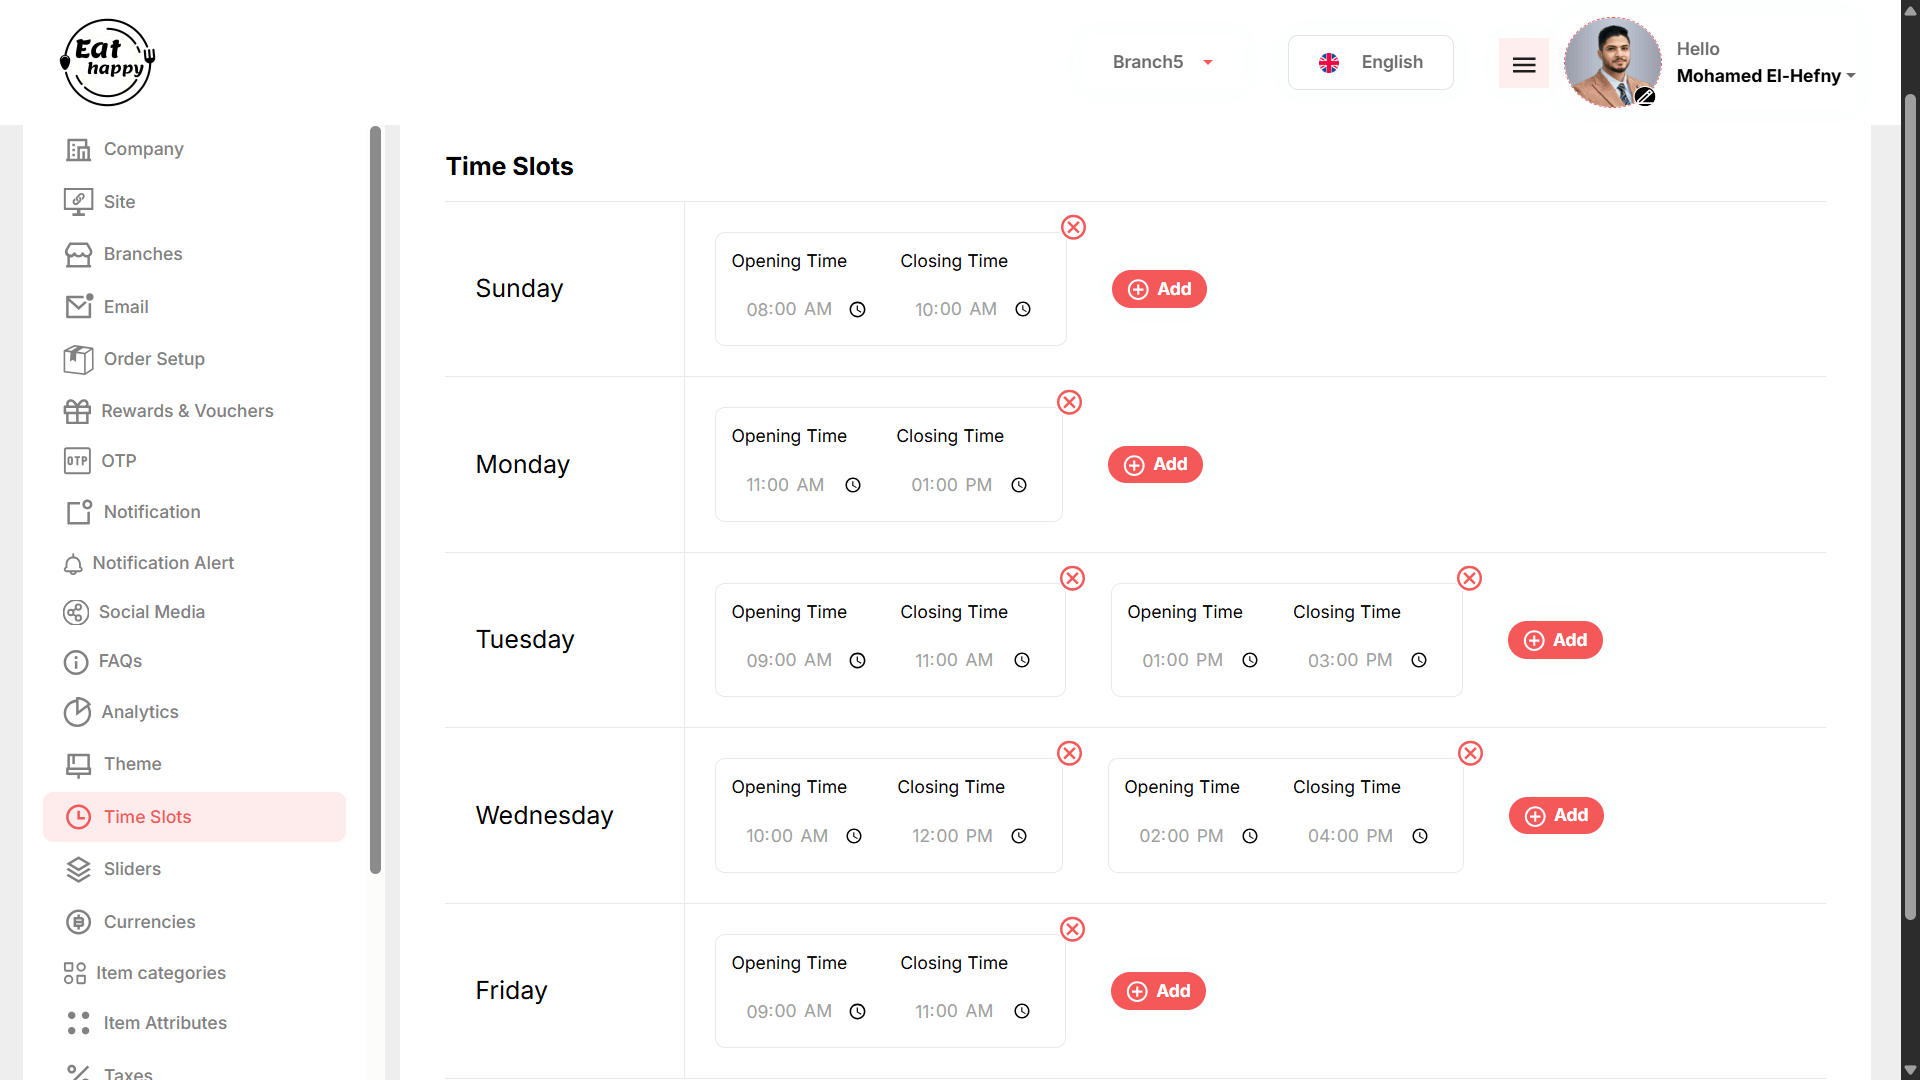 Eat
happy
Branch5
English
Hello
Mohamed El-Hefny
Company
Site
Branches
Email
Order Setup
Rewards & Vouchers
OTP
OTP
Notification
Notification Alert
Social Media
FAQs
Analytics
Theme
Time Slots
Sliders
Currencies
Item categories
Item Attributes
Taxes
Time Slots
Sunday
Opening Time Closing Time
08:00 AM 10:00 AM
Add
Monday
Opening Time Closing Time
11:00 AM 01:00 PM
Add
Tuesday
Opening Time Closing Time
09:00 AM 11:00 AM
Opening Time Closing Time
01:00 PM 03:00 PM
Add
Wednesday
Opening Time Closing Time
10:00 AM 12:00 PM
Opening Time Closing Time
02:00 PM 04:00 PM
Add
Friday
Opening Time Closing Time
09:00 AM 11:00 AM
Add